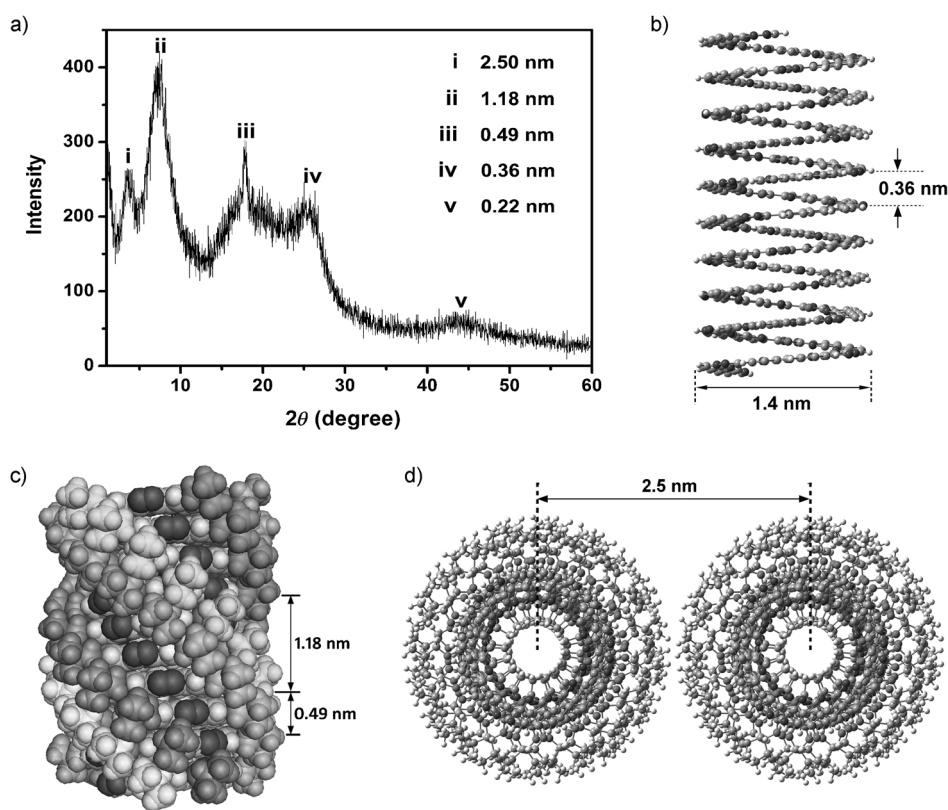 a)
ii
i 2.50 nm
ii 1.18 nm
iii 0.49 nm
iv 0.36 nm
v 0.22 nm
i
iii
iv
v
Intensity
400
300
200
100
0
10 20 30 40 50 60
2θ (degree)
b)
0.36 nm
1.4 nm
c)
1.18 nm
0.49 nm
d)
2.5 nm